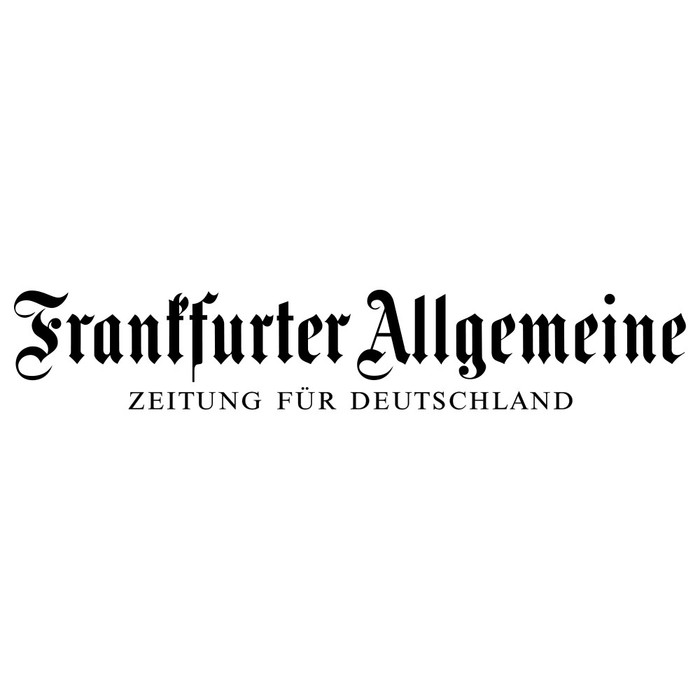 Frankfurter Allgemeine
ZEITUNG FÜR DEUTSCHLAND